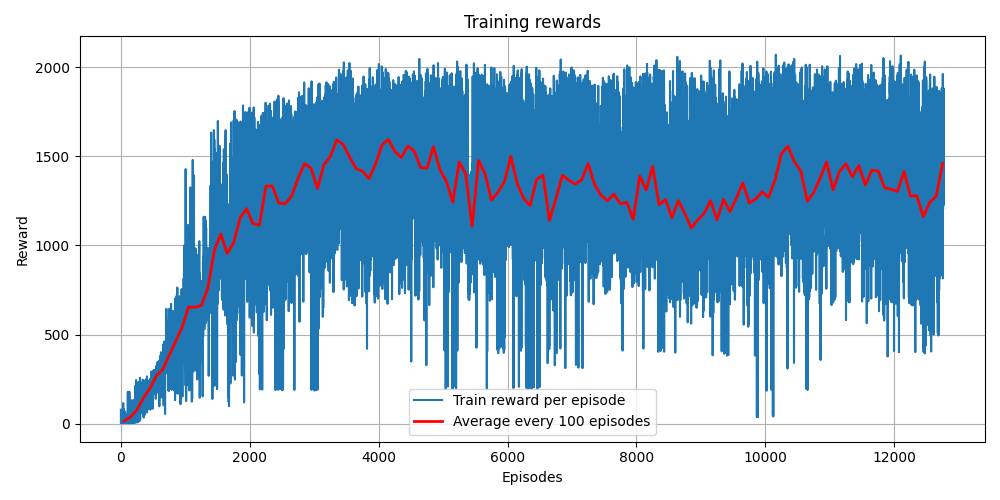 Training rewards
Reward
2000
1500
1000
500
0
0 2000 4000 6000 8000 10000 12000
Episodes
Train reward per episode
Average every 100 episodes